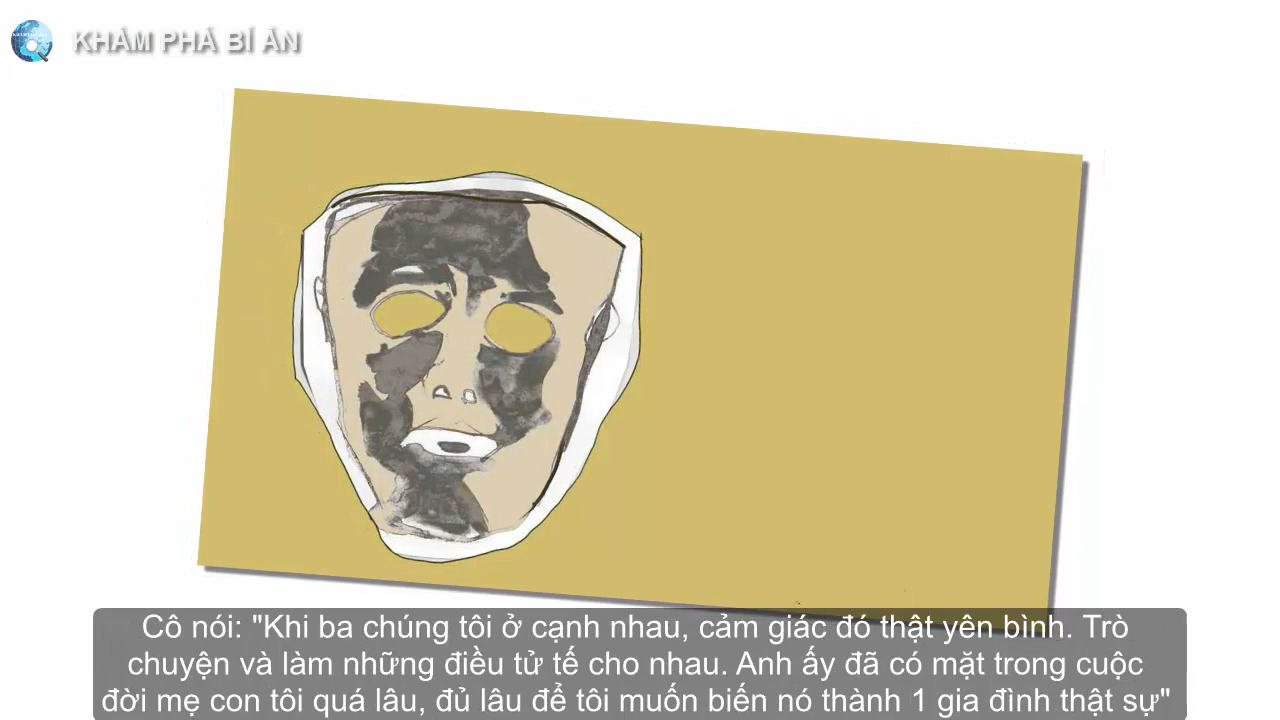 KHÁM PHÁ BÍ ẨN
Cô nói: "Khi ba chúng tôi ở cạnh nhau, cảm giác đó thật yên bình. Trò
chuyện và làm những điều tử tế cho nhau. Anh ấy đã có mặt trong cuộc
đời mẹ con tôi quá lâu, đủ lâu để tôi muốn biến nó thành 1 gia đình thật sự"